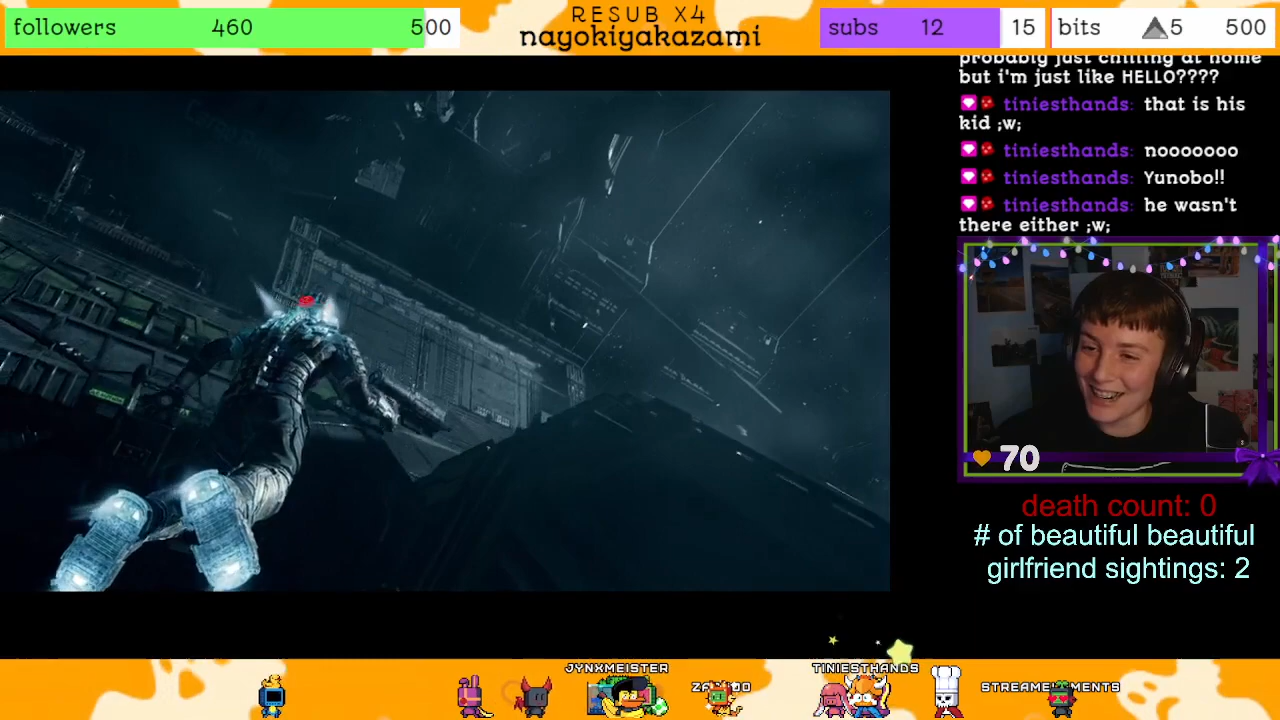 followers 460 500
RESUB X4
nayokiyakazami
subs 12 15
bits 5 500
probably just chilling at home
but i'm just like HELLO????
tiniesthands: that is his
kid ;w;
tiniesthands: nooooooo
tiniesthands: Yunobo!!
tiniesthands: he wasn't
there either ;w;
70
death count: 0
# of beautiful beautiful
girlfriend sightings: 2
JYNXMEISTER
TINIESTHANDS